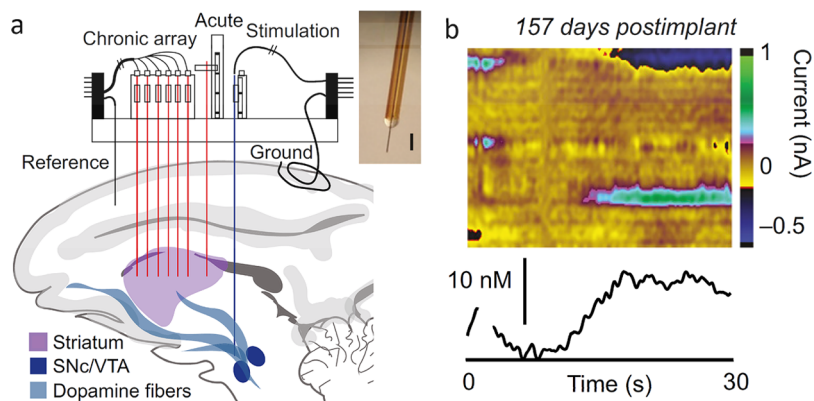 a
Acute
Chronic array
Stimulation
Reference
Ground
Striatum
SNc/VTA
Dopamine fibers
b
157 days postimplant
1
0
–0.5
Current (nA)
10 nM
0
30
Time (s)